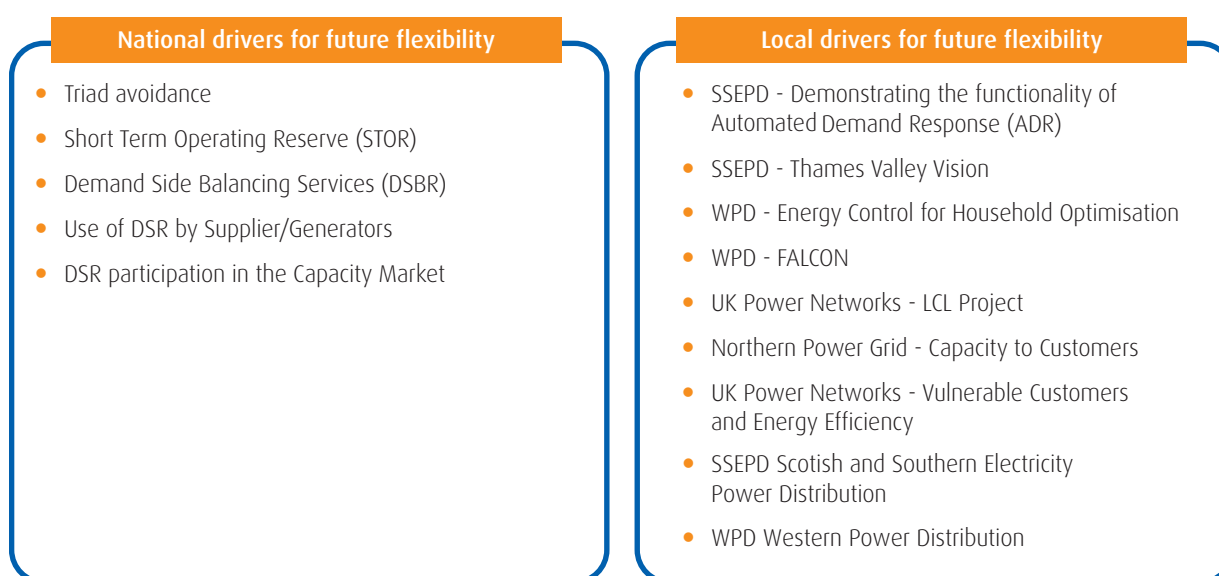 National drivers for future flexibility
• Triad avoidance
• Short Term Operating Reserve (STOR)
• Demand Side Balancing Services (DSBR)
• Use of DSR by Supplier/Generators
• DSR participation in the Capacity Market
Local drivers for future flexibility
• SSEPD - Demonstrating the functionality of
Automated Demand Response (ADR)
• SSEPD - Thames Valley Vision
• WPD - Energy Control for Household Optimisation
• WPD - FALCON
• UK Power Networks - LCL Project
• Northern Power Grid - Capacity to Customers
• UK Power Networks - Vulnerable Customers
and Energy Efficiency
• SSEPD Scotish and Southern Electricity
Power Distribution
• WPD Western Power Distribution